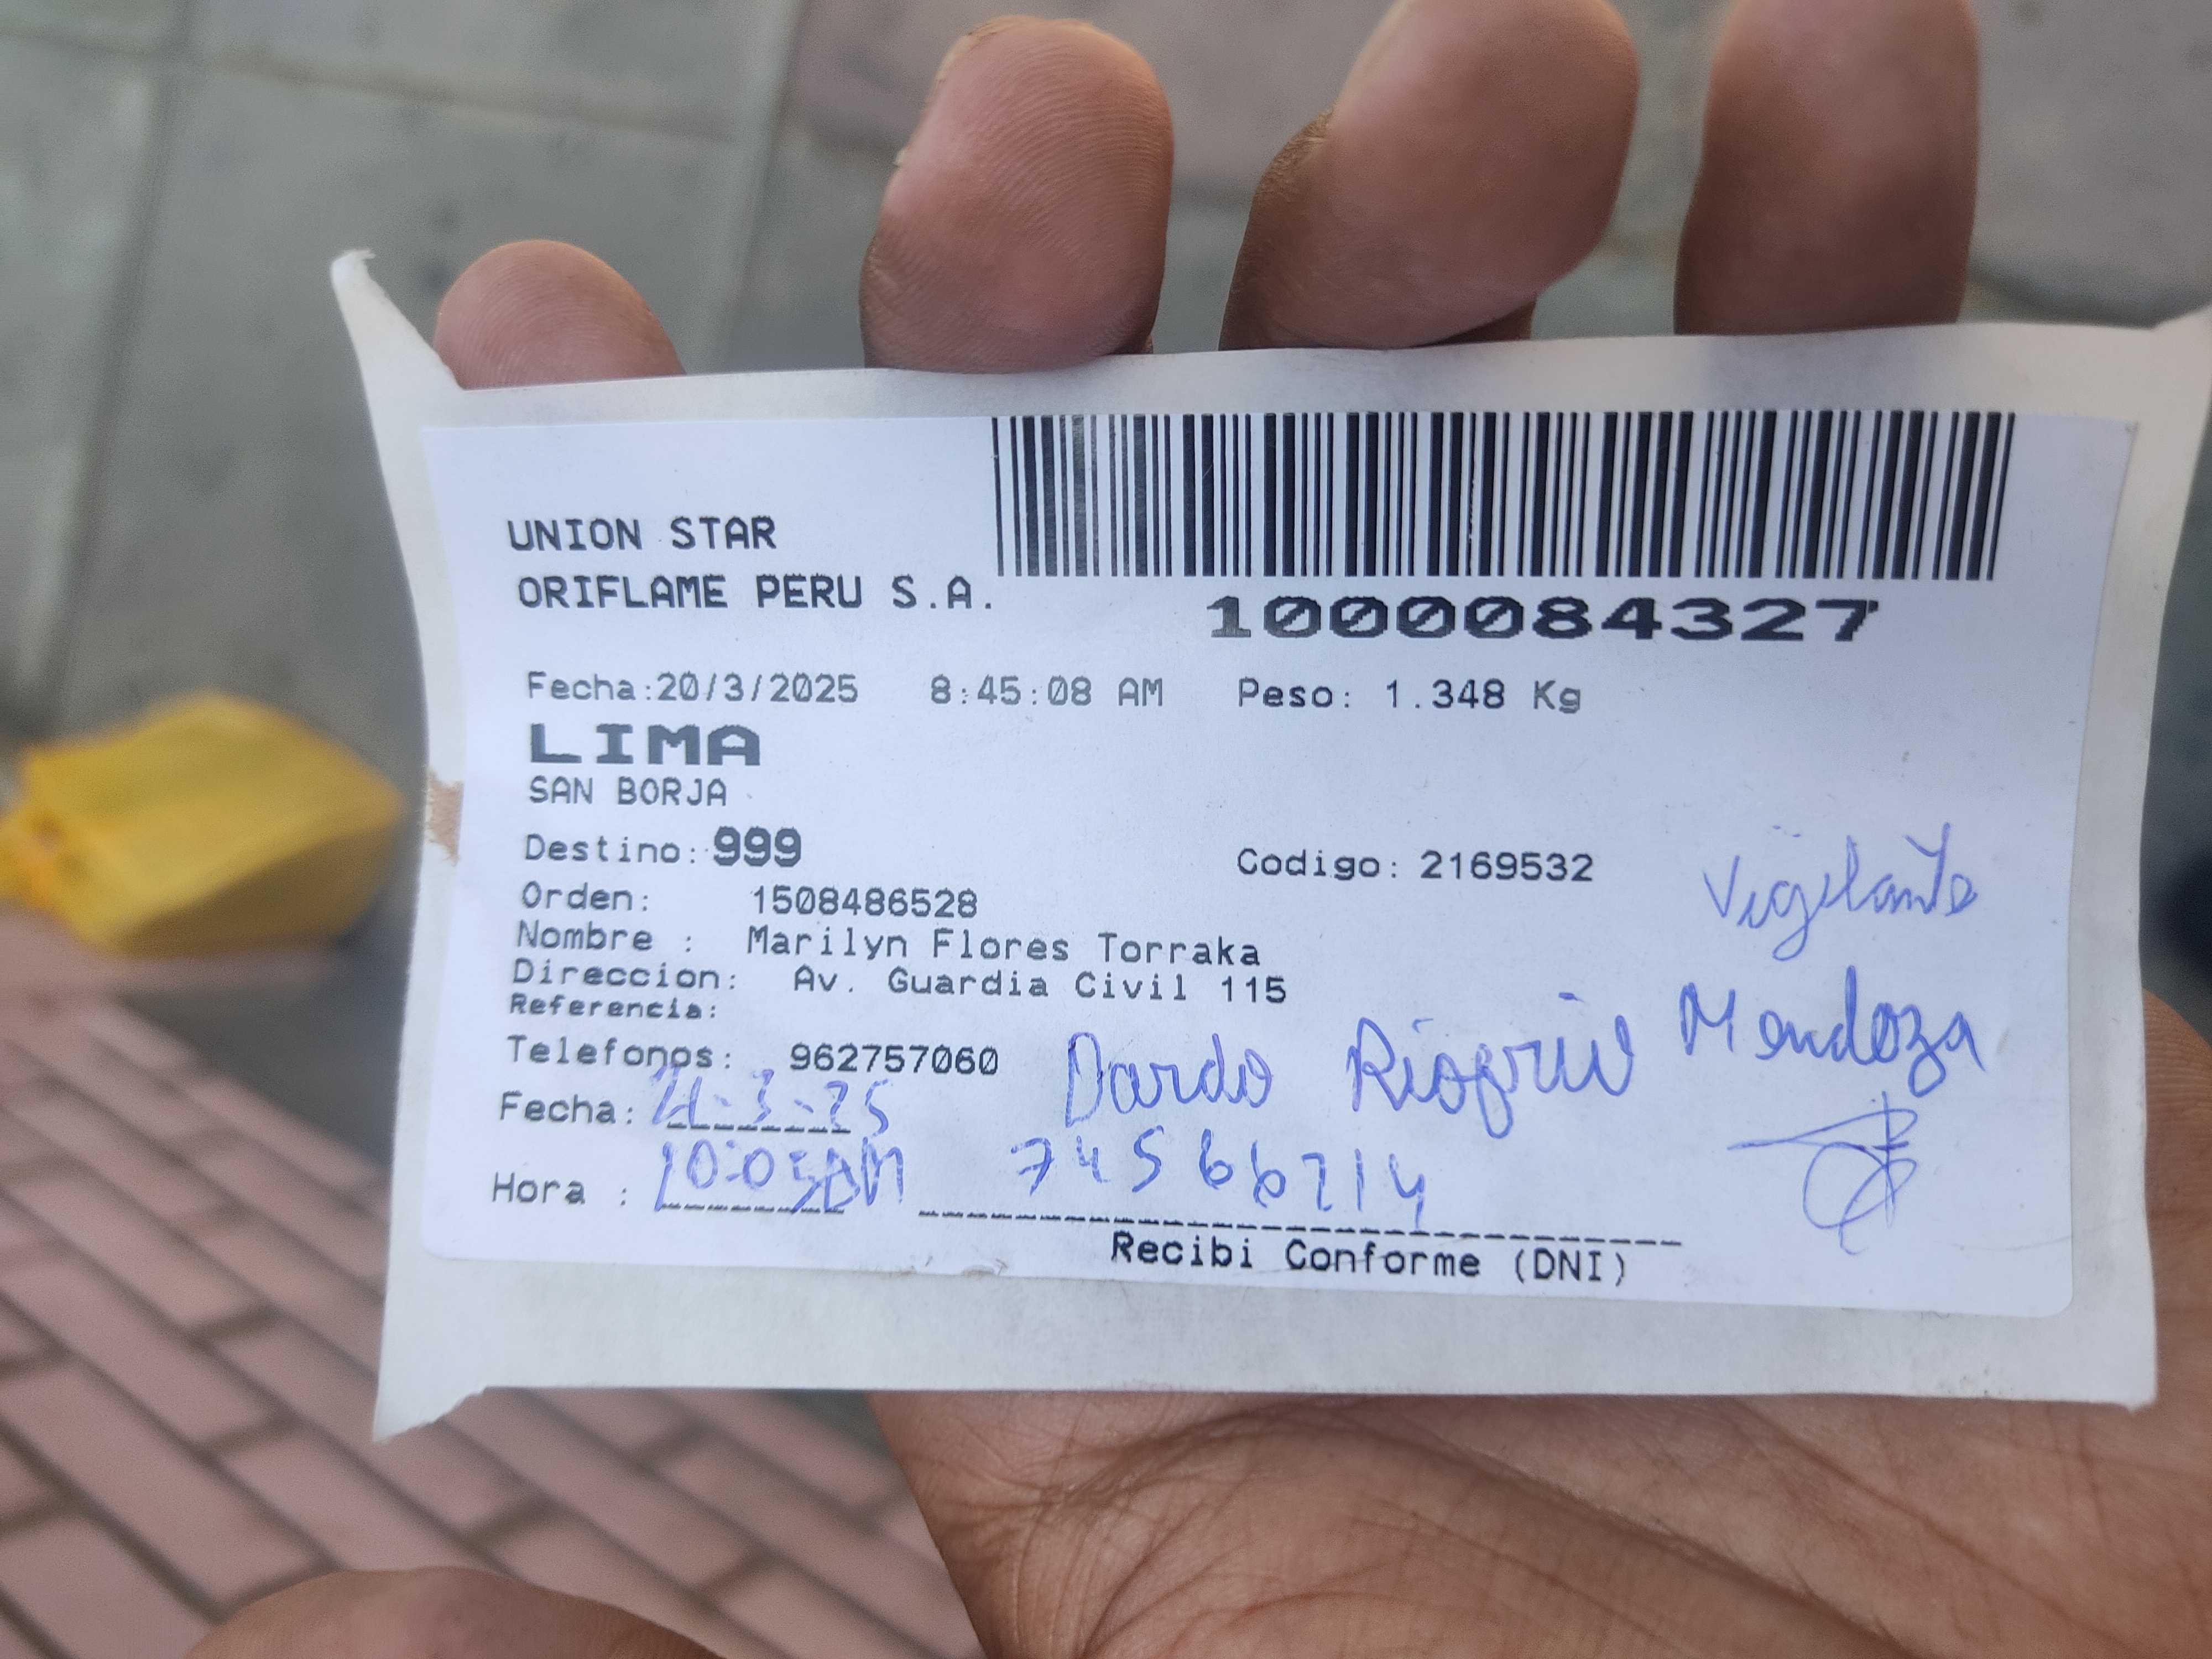 UNION STAR
ORIFLAME PERU S.A.
1000084327
Fecha:20/3/2025 8:45:08 AM Peso: 1.348 Kg
LIMA
SAN BORJA
Destino: 999 Codigo: 2169532
Vigilante
Orden: 1508486528
Nombre : Marilyn Flores Torraka
Direccion: Av. Guardia Civil 115
Referencia:
Telefonos: 962757060
Dardo Mendoza
Fecha: 21-3-25
Hora : 10:03AM 74566214
Recibi Conforme (DNI)